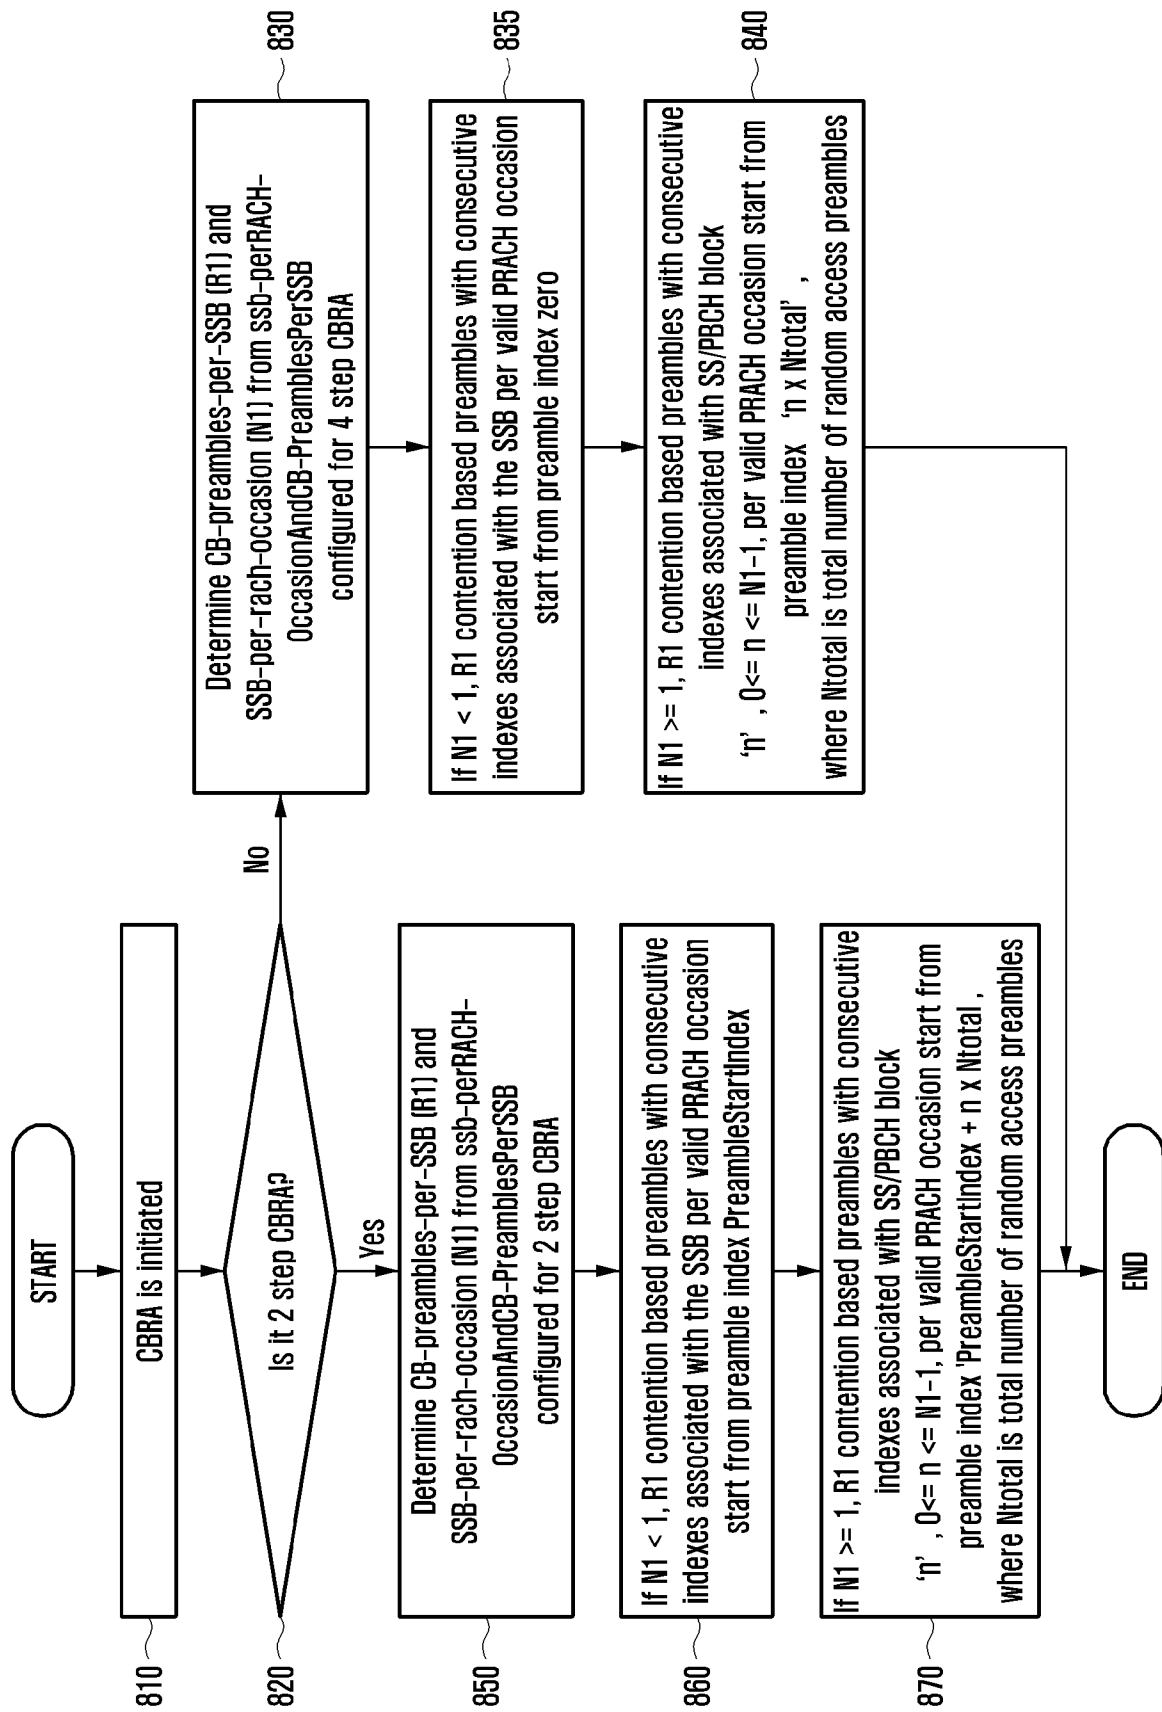 START
810
CBRA is initiated
820
Is it 2 step CBRA?
No
Yes
830
Determine CB-preambles-per-SSB (R1) and
SSB-per-rach-occasion (N1) from ssb-perRACH-
OccasionAndCB-PreamblesPerSSB
configured for 4 step CBRA
835
If N1 < 1, R1 contention based preambles with consecutive
indexes associated with the SSB per valid PRACH occasion
start from preamble index zero
840
If N1 >= 1, R1 contention based preambles with consecutive
indexes associated with SS/PBCH block
‘n’ , 0<= n <= N1-1, per valid PRACH occasion start from
preamble index ‘n x Ntotal’ ,
where Ntotal is total number of random access preambles
850
Determine CB-preambles-per-SSB (R1) and
SSB-per-rach-occasion (N1) from ssb-perRACH-
OccasionAndCB-PreamblesPerSSB
configured for 2 step CBRA
860
If N1 < 1, R1 contention based preambles with consecutive
indexes associated with the SSB per valid PRACH occasion
start from preamble index PreambleStartIndex
870
If N1 >= 1, R1 contention based preambles with consecutive
indexes associated with SS/PBCH block
‘n’ , 0<= n <= N1-1, per valid PRACH occasion start from
preamble index 'PreambleStartIndex + n x Ntotal ,
where Ntotal is total number of random access preambles
END